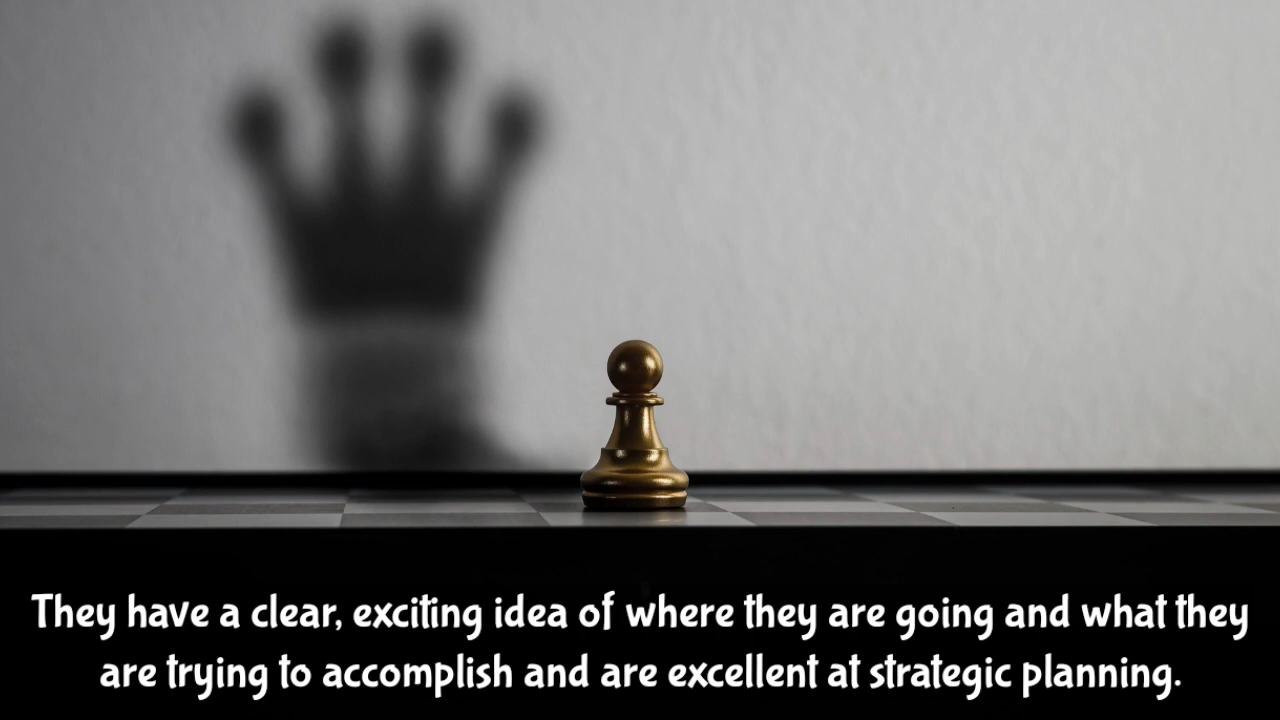 They have a clear, exciting idea of where they are going and what they
are trying to accomplish and are excellent at strategic planning.